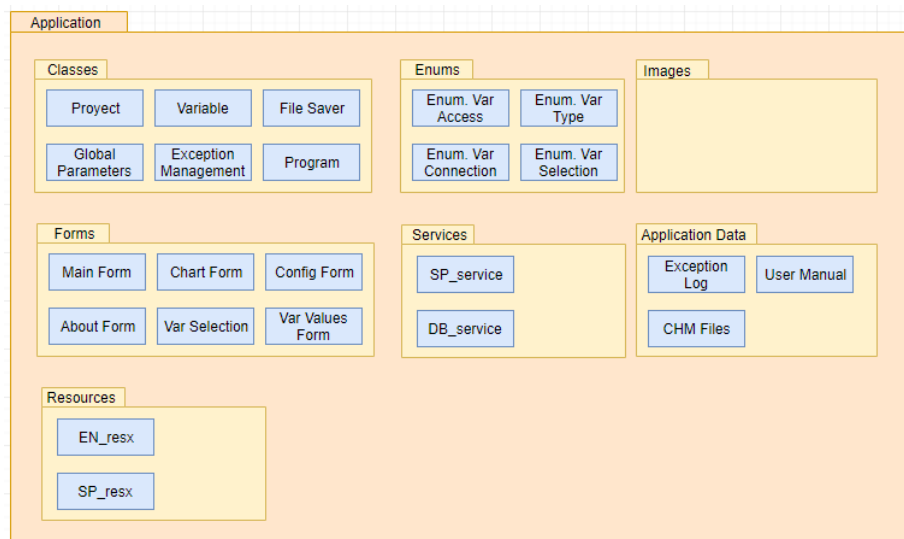 Application
Classes
Proyect
Variable
File Saver
Global
Parameters
Exception
Management
Program
Enums
Enum. Var
Access
Enum. Var
Type
Enum. Var
Connection
Enum. Var
Selection
Images
Forms
Main Form
Chart Form
Config Form
About Form
Var Selection
Var Values
Form
Services
SP_service
DB_service
Application Data
Exception
Log
User Manual
CHM Files
Resources
EN_resx
SP_resx